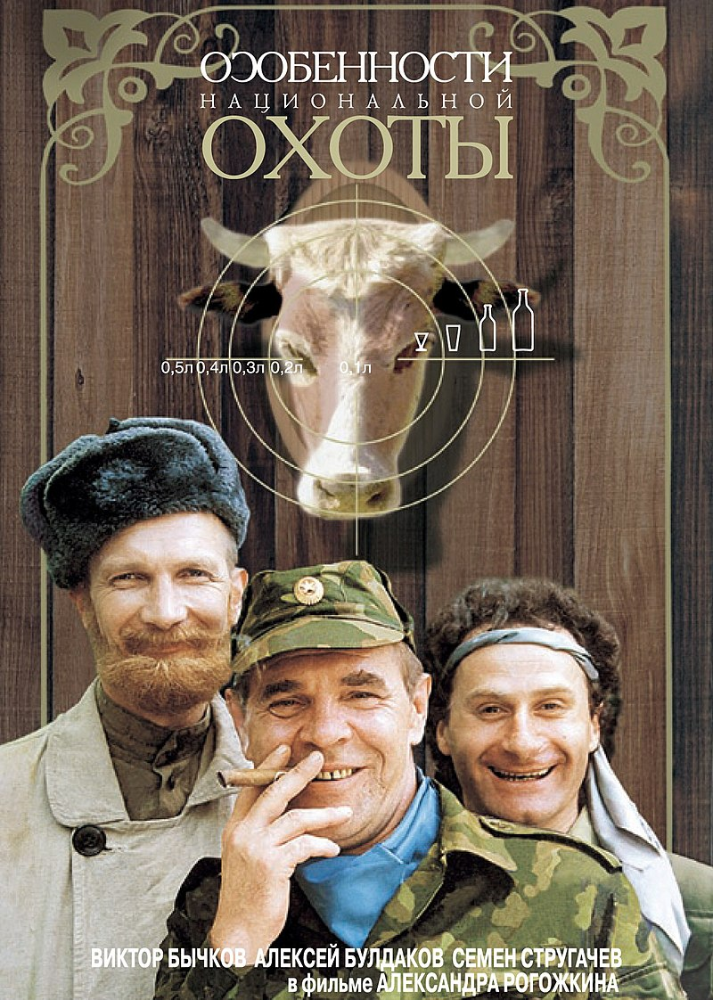 ОСОБЕННОСТИ
НАЦИОНАЛЬНОЙ
ОХОТЫ
0,5л 0,4л 0,3л 0,2л 0,1л
ВИКТОР БЫЧКОВ АЛЕКСЕЙ БУЛДАКОВ СЕМЕН СТРУГАЧЕВ
в фильме АЛЕКСАНДРА РОГОЖКИНА